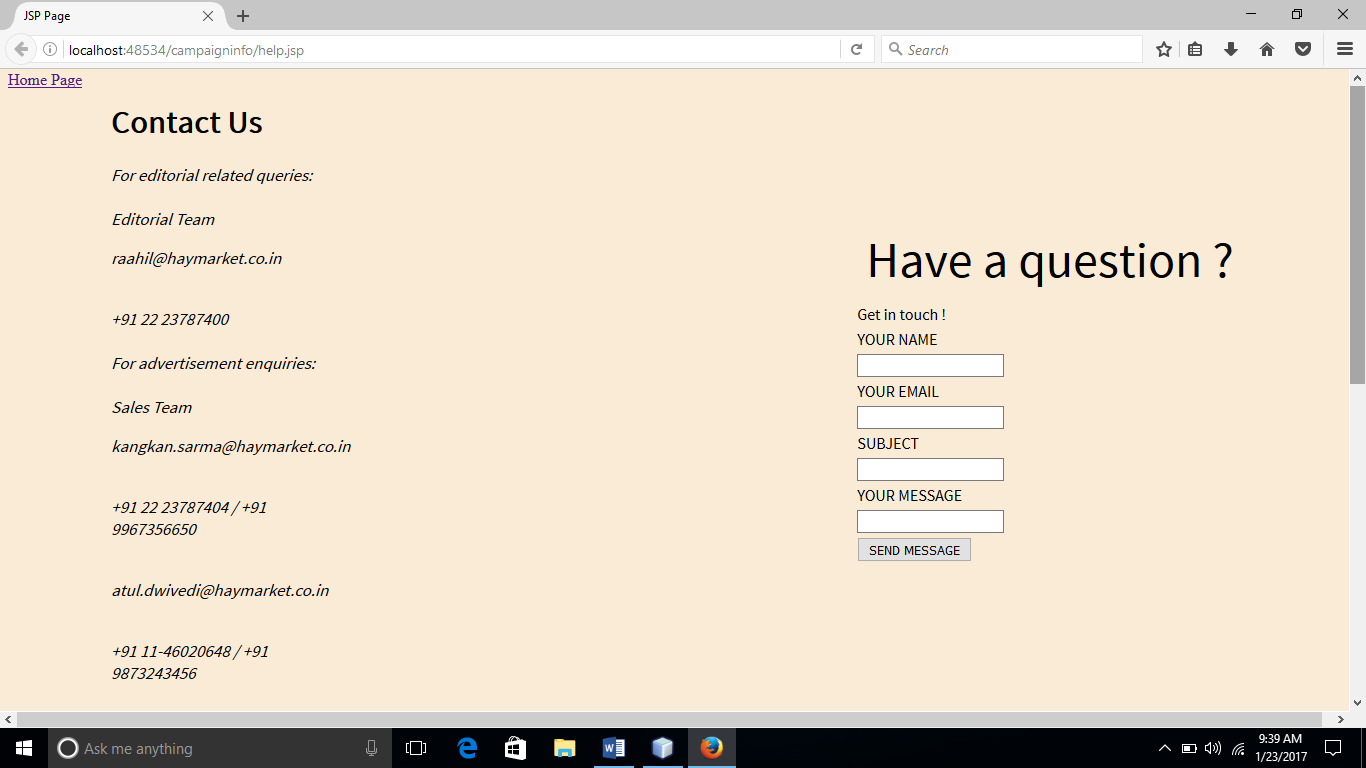 JSP Page
localhost:48534/campaigninfo/help.jsp
Search
Home Page
Contact Us
For editorial related queries:
Editorial Team
raahil@haymarket.co.in
+91 22 23787400
For advertisement enquiries:
Sales Team
kangkan.sarma@haymarket.co.in
+91 22 23787404 / +91
9967356650
atul.dwivedi@haymarket.co.in
+91 11-46020648 / +91
9873243456
Have a question ?
Get in touch !
YOUR NAME
YOUR EMAIL
SUBJECT
YOUR MESSAGE
SEND MESSAGE
Ask me anything
9:39 AM
1/23/2017